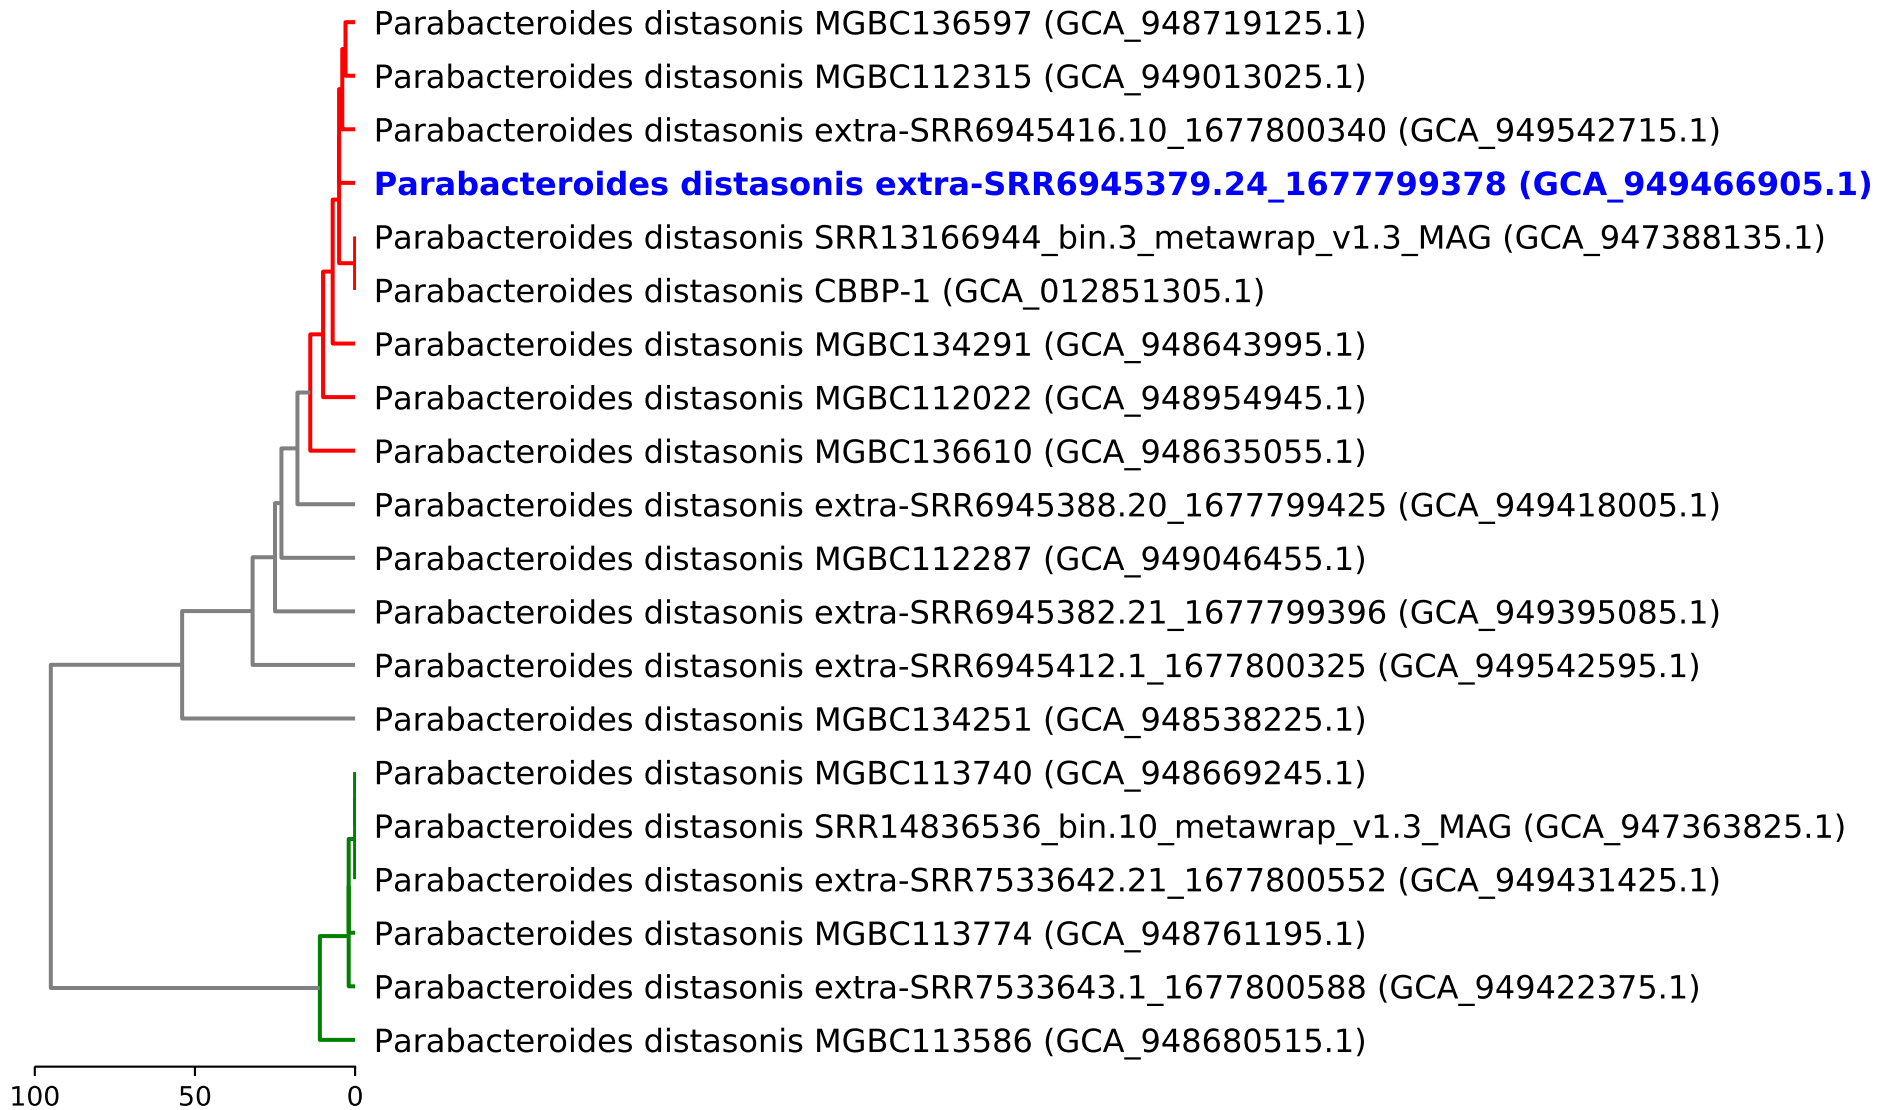 Parabacteroides distasonis MGBC136597 (GCA_948719125.1)
Parabacteroides distasonis MGBC112315 (GCA_949013025.1)
Parabacteroides distasonis extra-SRR6945416.10_1677800340 (GCA_949542715.1)
Parabacteroides distasonis extra-SRR6945379.24_1677799378 (GCA_949466905.1)
Parabacteroides distasonis SRR13166944_bin.3_metawrap_v1.3_MAG (GCA_947388135.1)
Parabacteroides distasonis CBBP-1 (GCA_012851305.1)
Parabacteroides distasonis MGBC134291 (GCA_948643995.1)
Parabacteroides distasonis MGBC112022 (GCA_948954945.1)
Parabacteroides distasonis MGBC136610 (GCA_948635055.1)
Parabacteroides distasonis extra-SRR6945388.20_1677799425 (GCA_949418005.1)
Parabacteroides distasonis MGBC112287 (GCA_949046455.1)
Parabacteroides distasonis extra-SRR6945382.21_1677799396 (GCA_949395085.1)
Parabacteroides distasonis extra-SRR6945412.1_1677800325 (GCA_949542595.1)
Parabacteroides distasonis MGBC134251 (GCA_948538225.1)
Parabacteroides distasonis MGBC113740 (GCA_948669245.1)
Parabacteroides distasonis SRR14836536_bin.10_metawrap_v1.3_MAG (GCA_947363825.1)
Parabacteroides distasonis extra-SRR7533642.21_1677800552 (GCA_949431425.1)
Parabacteroides distasonis MGBC113774 (GCA_948761195.1)
Parabacteroides distasonis extra-SRR7533643.1_1677800588 (GCA_949422375.1)
Parabacteroides distasonis MGBC113586 (GCA_948680515.1)
100 50 0